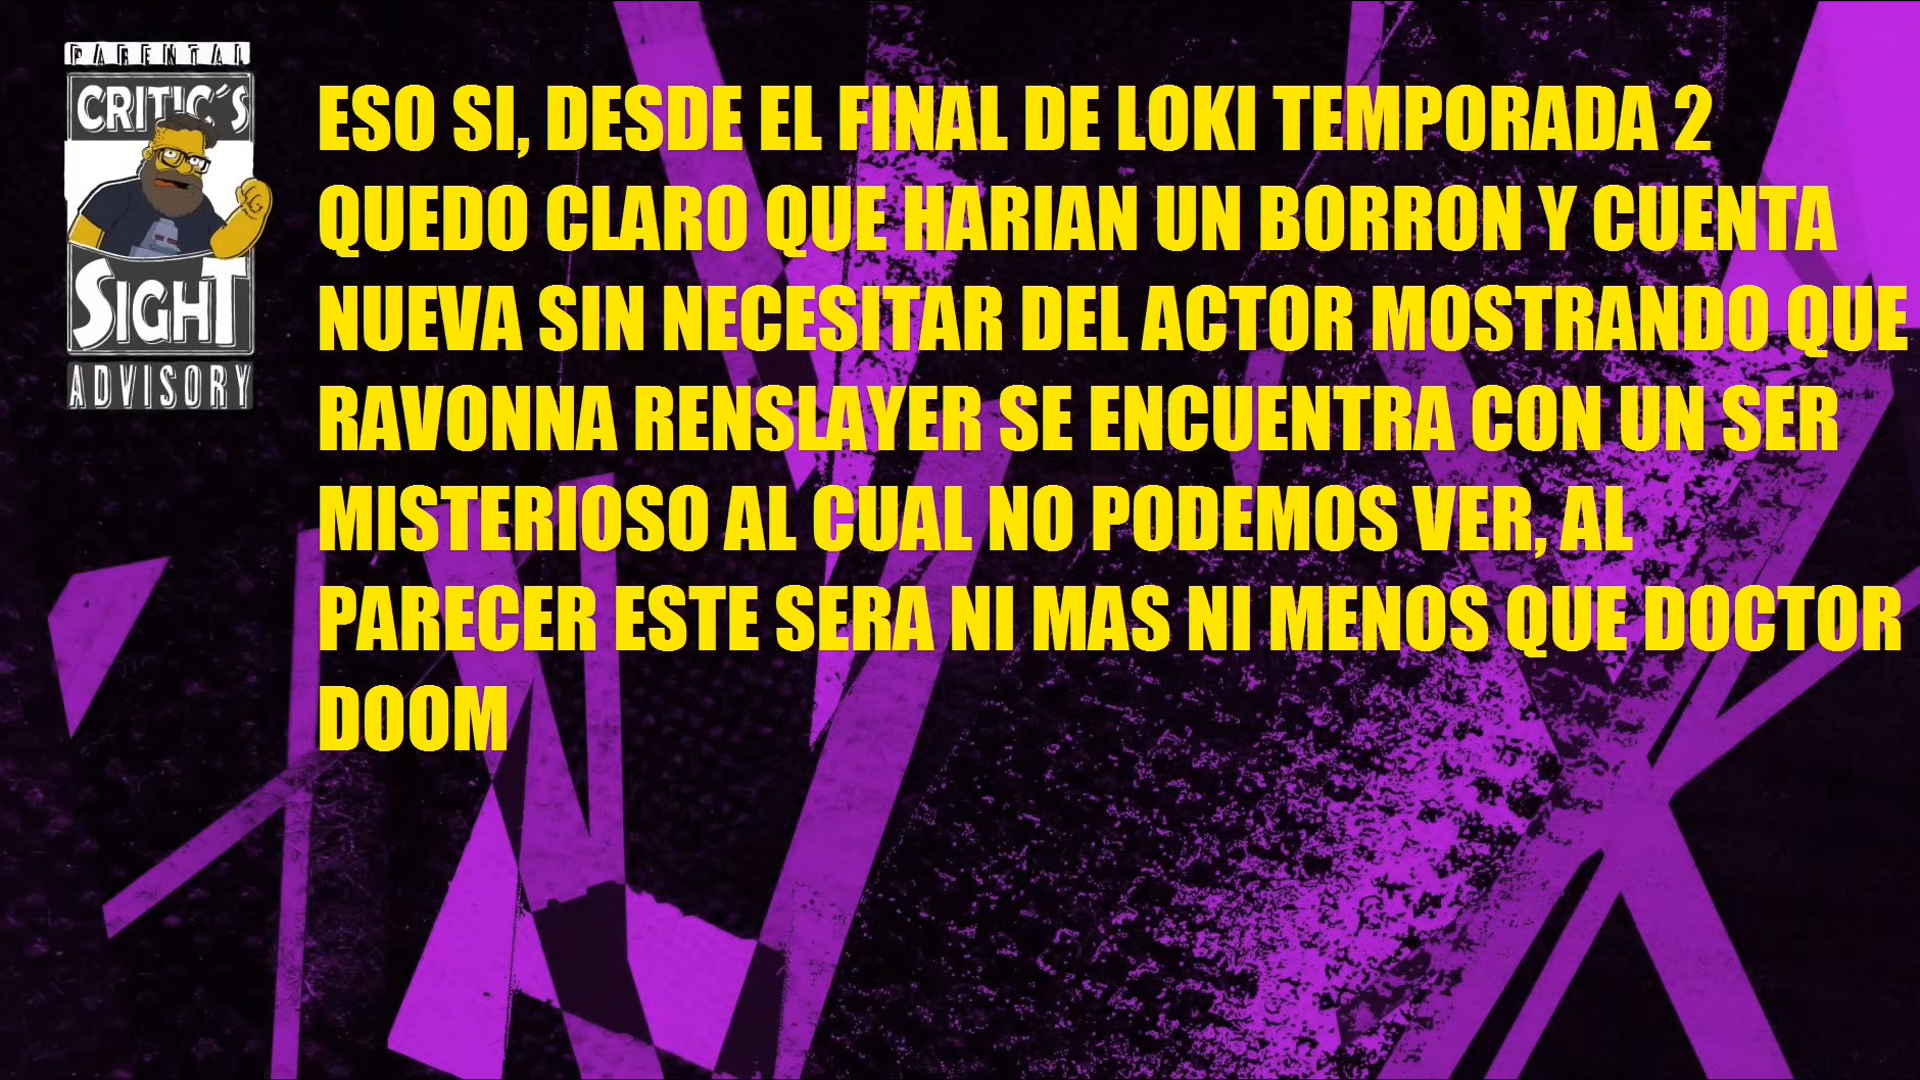 PARENTAL
CRITIC´S
SIGHT
ADVISORY
ESO SI, DESDE EL FINAL DE LOKI TEMPORADA 2
QUEDO CLARO QUE HARIAN UN BORRON Y CUENTA
NUEVA SIN NECESITAR DEL ACTOR MOSTRANDO QUE
RAVONNA RENSLAYER SE ENCUENTRA CON UN SER
MISTERIOSO AL CUAL NO PODEMOS VER, AL
PARECER ESTE SERA NI MAS NI MENOS QUE DOCTOR
DOOM